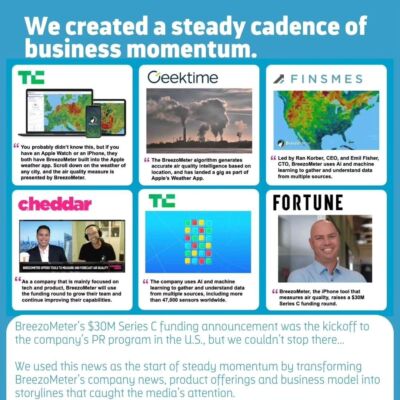 We created a steady cadence of
business momentum.
TC
Geektime
FINSMES
You probably didn't know this, but if you
have an Apple Watch or an iPhone, they
both have BreezoMeter built into the Apple
weather app. Scroll down on the weather of
any city, and the air quality measure is
presented by BreezoMeter.
The BreezoMeter algorithm generates
accurate air quality intelligence based on
location, and has landed a gig as part of
Apple's Weather App.
Led by Ran Korber, CEO, and Emil Fisher,
CTO, BreezoMeter uses AI and machine
learning to gather and understand data
from multiple sources.
cheddar
TC
FORTUNE
BREEZOMETER OFFERS TOOLS TO MEASURE AND FORECAST AIR QUALITY
As a company that is mainly focused on
tech and product, BreezoMeter will use
the funding round to grow their team and
continue improving their capabilities.
The company uses AI and machine
learning to gather and understand data
from multiple sources, including more
than 47,000 sensors worldwide.
BreezoMeter, the iPhone tool that
measures air quality, raises a $30M
Series C funding round.
BreezoMeter's $30M Series C funding announcement was the kickoff to
the company's PR program in the U.S., but we couldn't stop there...
We used this news as the start of steady momentum by transforming
BreezoMeter's company news, product offerings and business model into
storylines that caught the media's attention.